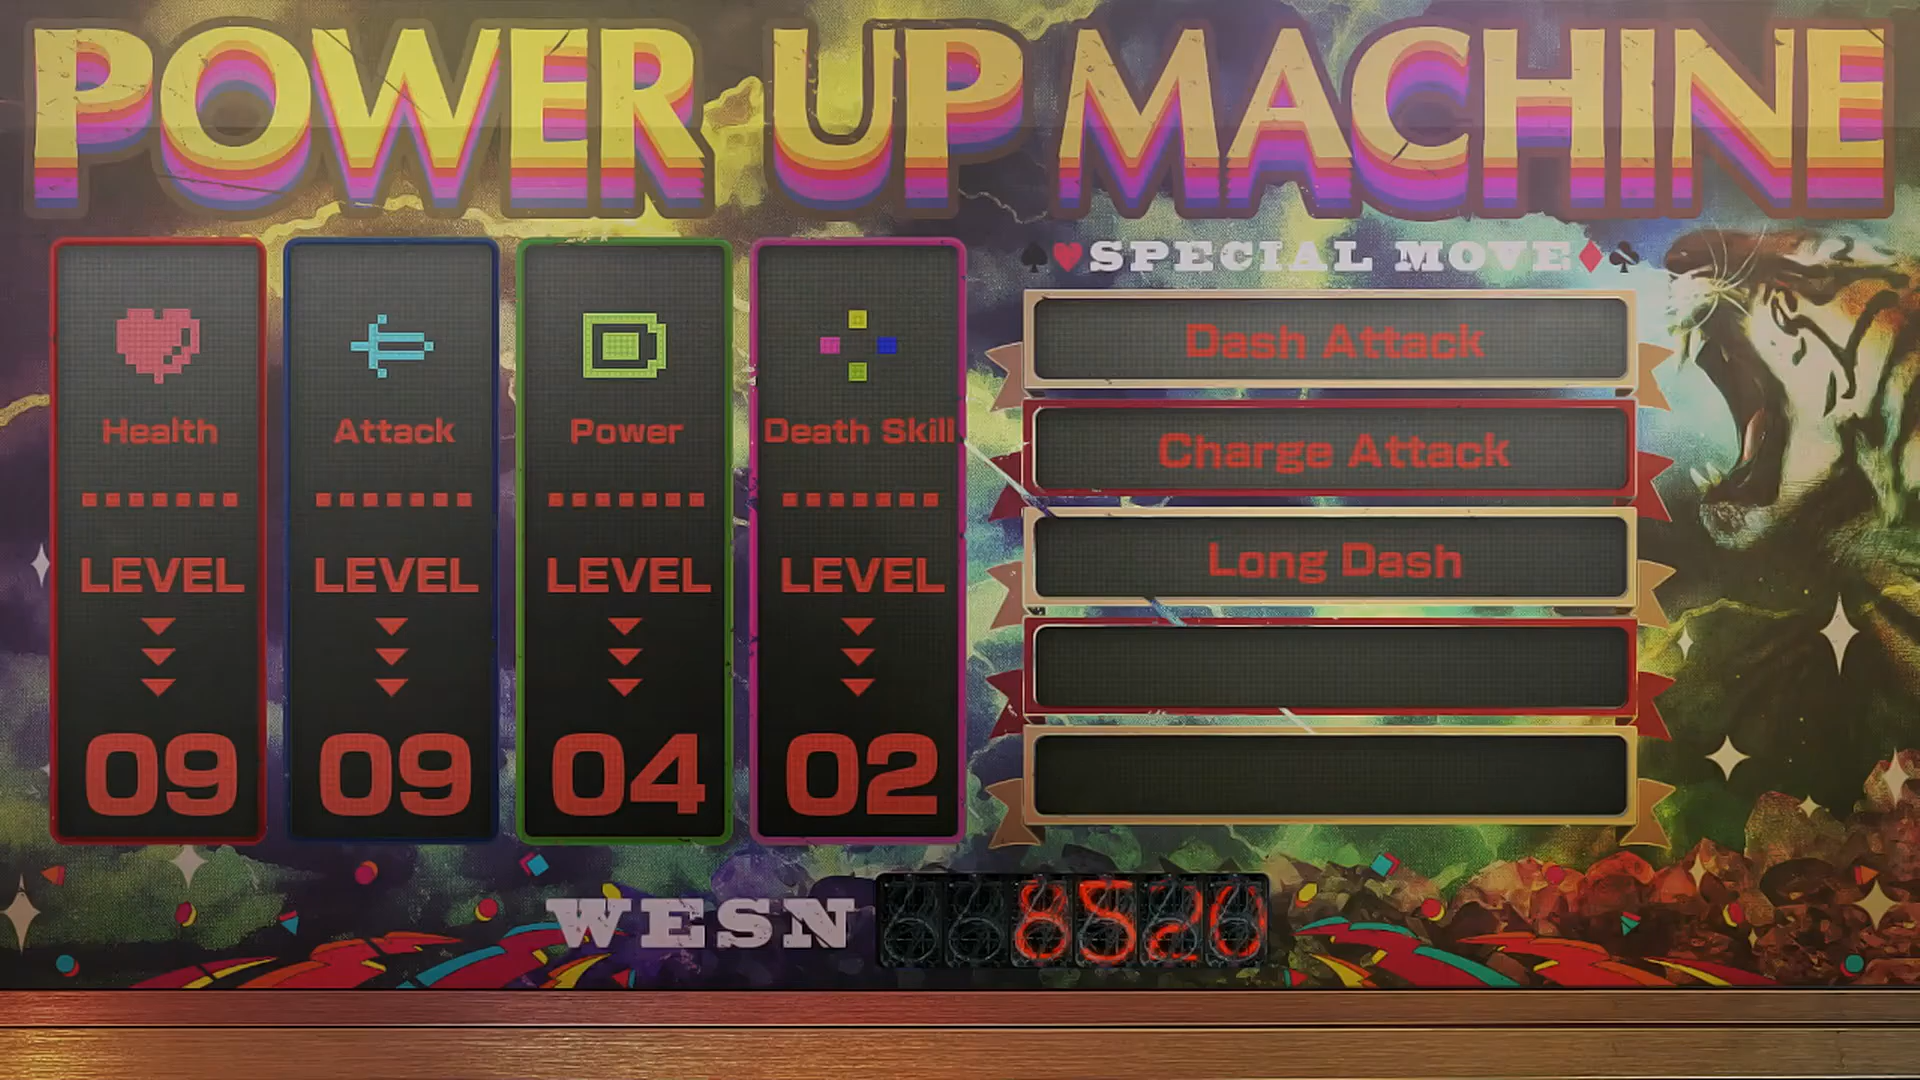 POWER UP MACHINE
Health
LEVEL
09
Attack
LEVEL
09
Power
LEVEL
04
Death Skill
LEVEL
02
SPECIAL MOVE
Dash Attack
Charge Attack
Long Dash
WESN 8520